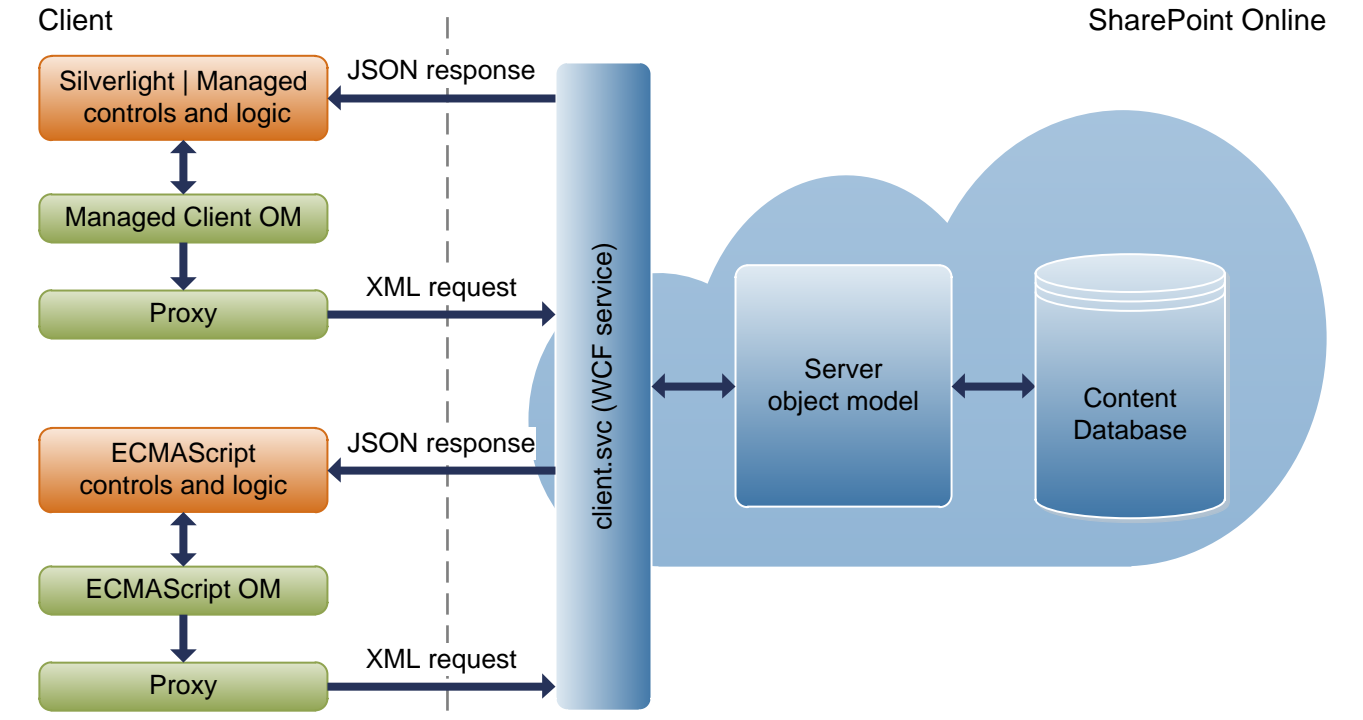 Client
SharePoint Online
Silverlight | Managed
controls and logic
JSON response
Managed Client OM
XML request
Proxy
client.svc (WCF service)
Server
object model
Content
Database
ECMAScript
controls and logic
JSON response
ECMAScript OM
XML request
Proxy